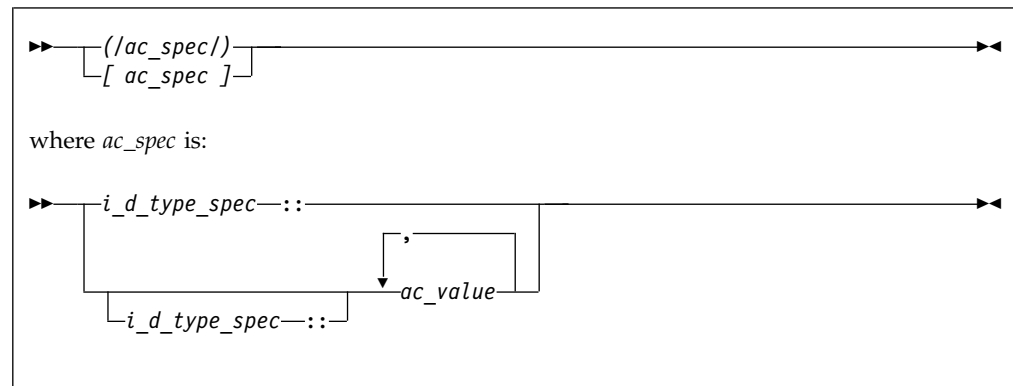 (/ac_spec/)
[ ac_spec ]
where ac_spec is:
i_d_type_spec ::
,
ac_value
i_d_type_spec ::